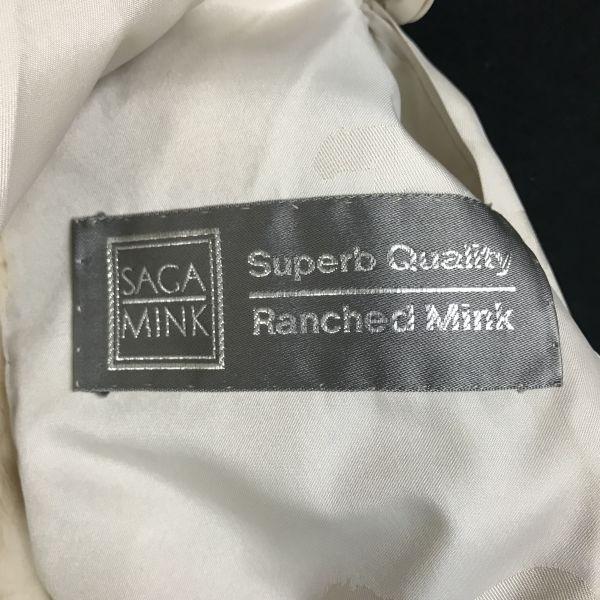 SAGA
MINK
Superb Quality
Ranched Mink